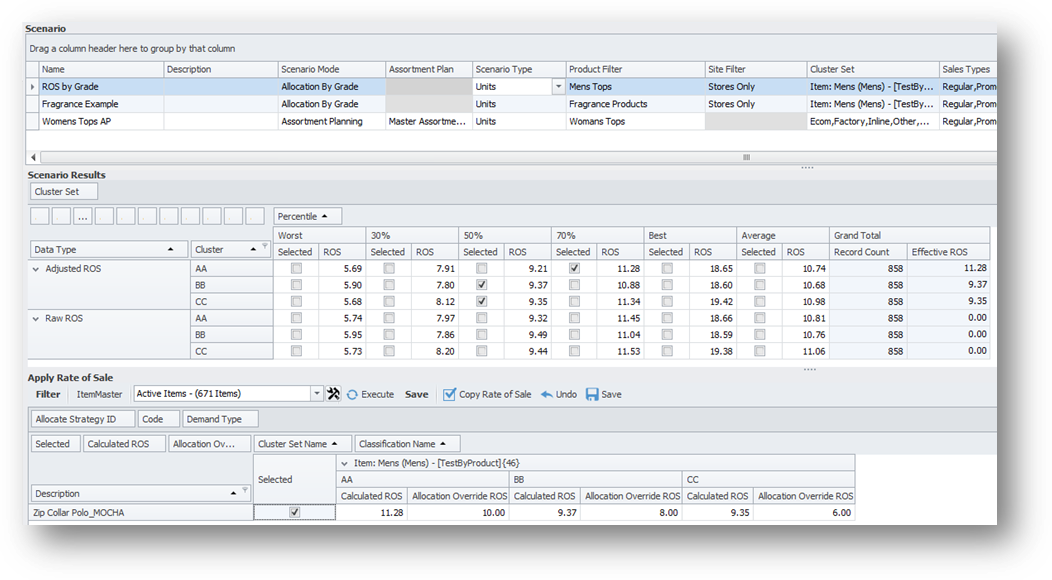 Scenario
Drag a column header here to group by that column
Name Description Scenario Mode Assortment Plan Scenario Type Product Filter Site Filter Cluster Set Sales Types
ROS by Grade Allocation By Grade Units Mens Tops Stores Only Item: Mens (Mens) - [TestBy... Regular,Prom
Fragrance Example Allocation By Grade Units Fragrance Products Stores Only Item: Mens (Mens) - [TestBy... Regular,Prom
Womens Tops AP Assortment Planning Master Assortme... Units Womans Tops Ecom,Factory,Inline,Other,... Regular,Prom
Scenario Results
Cluster Set
... Percentile
Worst 30% 50% 70% Best Average Grand Total
Data Type Cluster Selected ROS Selected ROS Selected ROS Selected ROS Selected ROS Selected ROS Record Count Effective ROS
Adjusted ROS AA 5.69 7.91 9.21 11.28 18.65 10.74 858 11.28
BB 5.90 7.80 9.37 10.88 18.60 10.68 858 9.37
CC 5.68 8.12 9.35 11.34 19.42 10.98 858 9.35
Raw ROS AA 5.74 7.97 9.32 11.45 18.66 10.81 858 0.00
BB 5.95 7.86 9.49 11.04 18.59 10.76 858 0.00
CC 5.73 8.20 9.44 11.53 19.38 11.06 858 0.00
Apply Rate of Sale
Filter ItemMaster Active Items - (671 Items) Execute Save Copy Rate of Sale Undo Save
Allocate Strategy ID Code Demand Type
Selected Calculated ROS Allocation Ov... Cluster Set Name Classification Name
Selected Item: Mens (Mens) - [TestByProduct]{46}
AA BB CC
Description Calculated ROS Allocation Override ROS Calculated ROS Allocation Override ROS Calculated ROS Allocation Override ROS
Zip Collar Polo_MOCHA 11.28 10.00 9.37 8.00 9.35 6.00